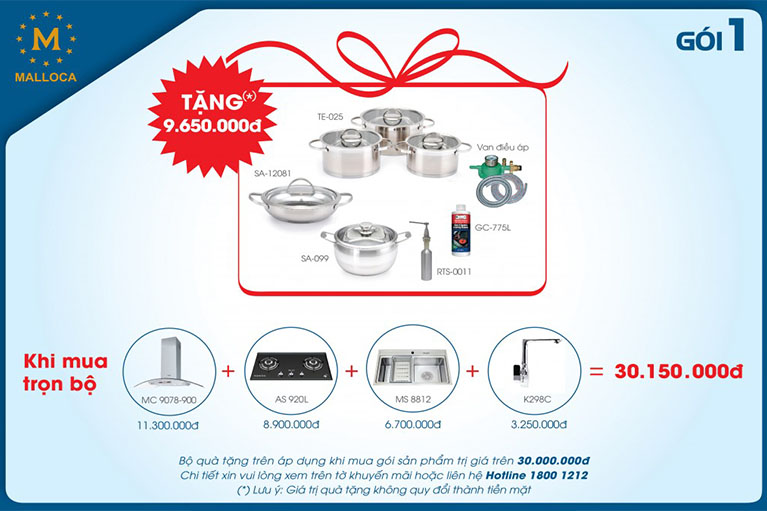 M
MALLOCA
GÓI 1
TẶNG(*)
9.650.000đ
TE-025
Van điều áp
SA-12081
GC-775L
SA-099
RTS-0011
Khi mua
trọn bộ
MC 9078-900
+
AS 920L
+
MS 8812
+
K298C
= 30.150.000đ
11.300.000đ
8.900.000đ
6.700.000đ
3.250.000đ
Bộ quà tặng trên áp dụng khi mua gói sản phẩm trị giá trên 30.000.000đ
Chi tiết xin vui lòng xem trên tờ khuyến mãi hoặc liên hệ Hotline 1800 1212
(*) Lưu ý: Giá trị quà tặng không quy đổi thành tiền mặt